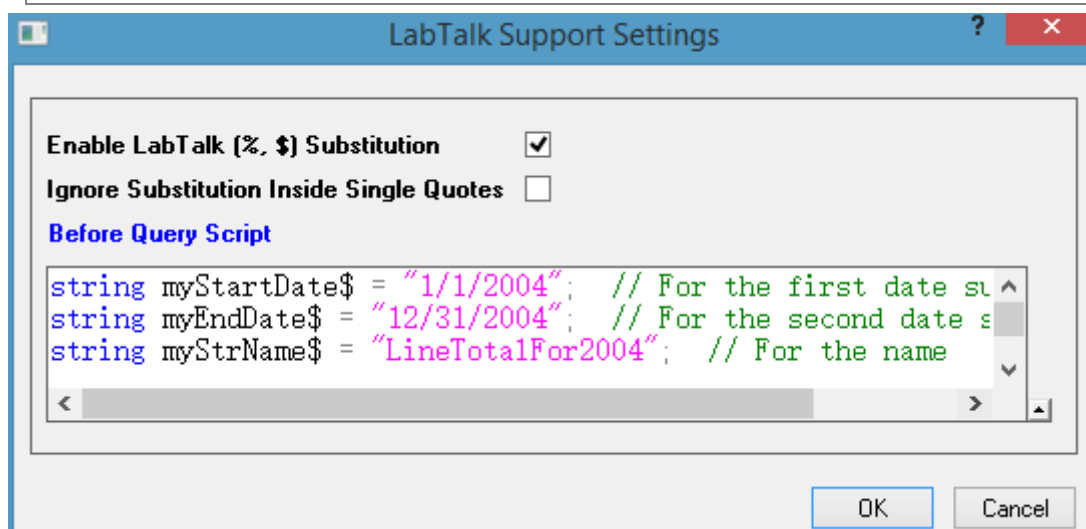 LabTalk Support Settings ?
Enable LabTalk (%, $) Substitution
Ignore Substitution Inside Single Quotes
Before Query Script
string myStartDate$ = "1/1/2004"; // For the first date
string myEndDate$ = "12/31/2004"; // For the second date
string myStrName$ = "LineTotalFor2004"; // For the name
OK Cancel